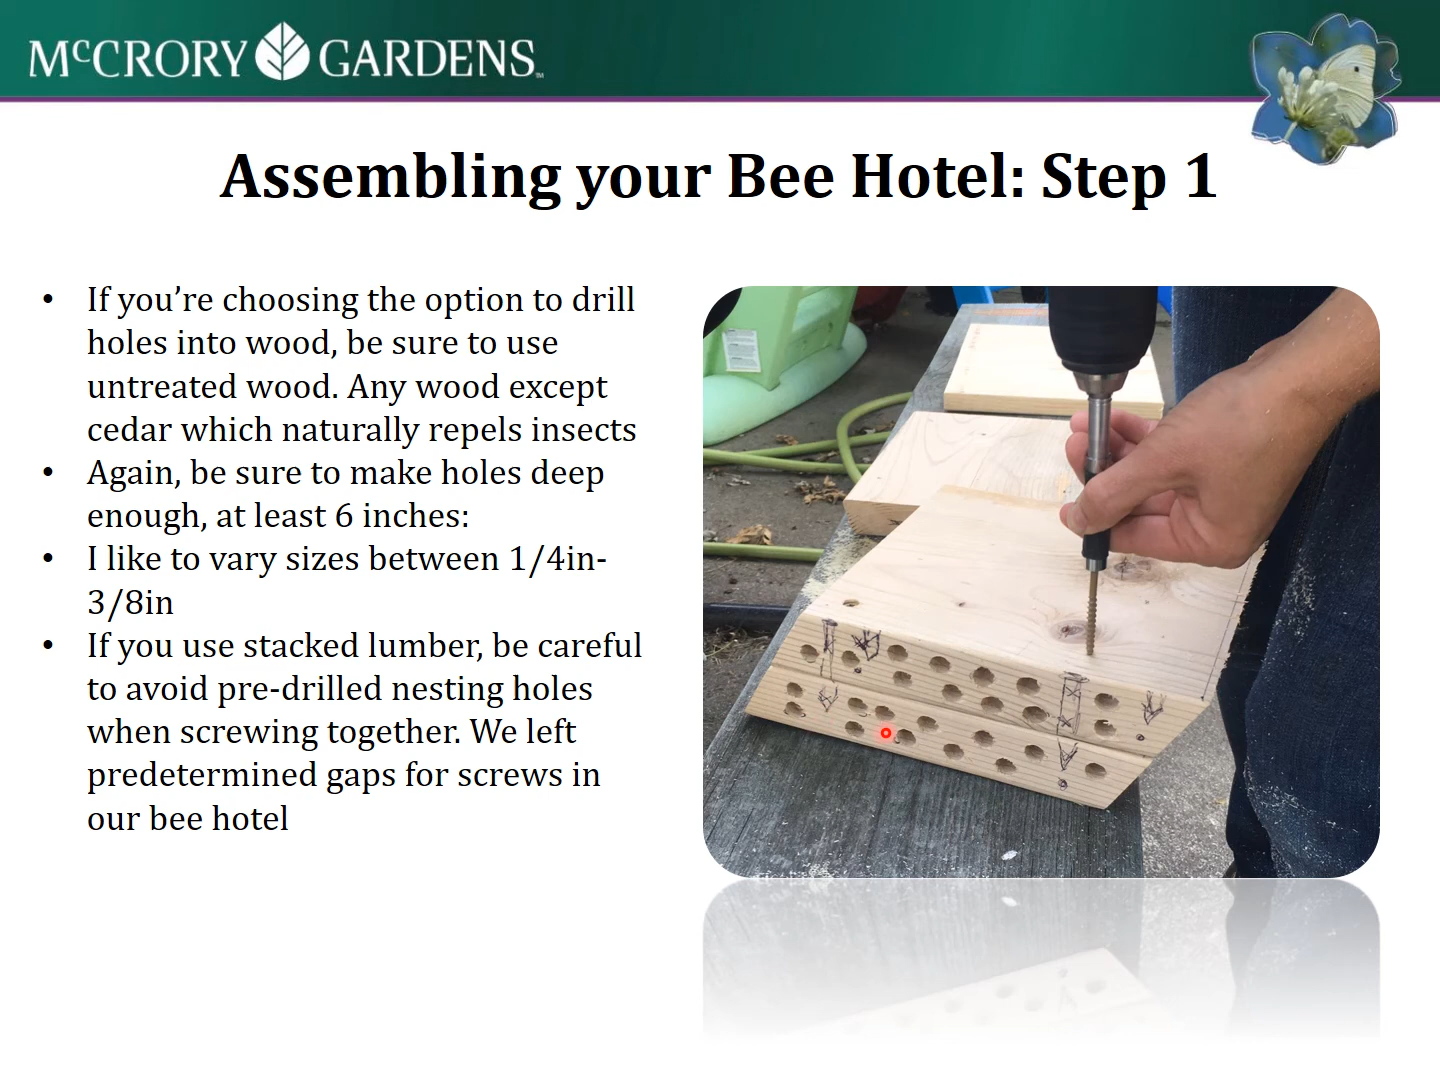 McCRORY GARDENS™
Assembling your Bee Hotel: Step 1
• If you’re choosing the option to drill
holes into wood, be sure to use
untreated wood. Any wood except
cedar which naturally repels insects
• Again, be sure to make holes deep
enough, at least 6 inches:
• I like to vary sizes between 1/4in-
3/8in
• If you use stacked lumber, be careful
to avoid pre-drilled nesting holes
when screwing together. We left
predetermined gaps for screws in
our bee hotel